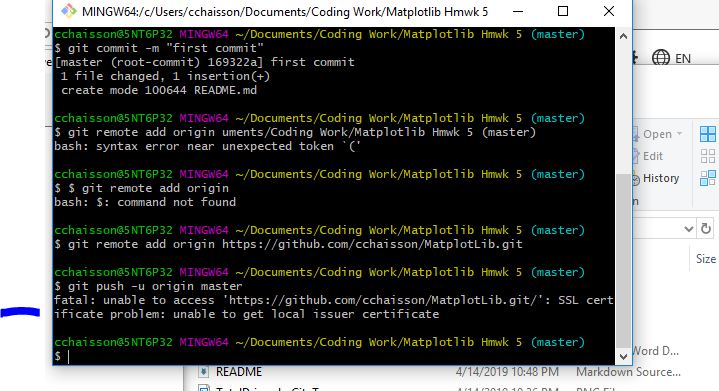 MINGW64:/c/Users/cchaisson/Documents/Coding Work/Matplotlib Hmwk 5
cchaisson@5NT6P32 MINGW64 ~/Documents/Coding Work/Matplotlib Hmwk 5 (master)
$ git commit -m "first commit"
[master (root-commit) 169322a] first commit
1 file changed, 1 insertion(+)
create mode 100644 README.md
cchaisson@5NT6P32 MINGW64 ~/Documents/Coding Work/Matplotlib Hmwk 5 (master)
$ git remote add origin uments/Coding Work/Matplotlib Hmwk 5 (master)
bash: syntax error near unexpected token `('
cchaisson@5NT6P32 MINGW64 ~/Documents/Coding Work/Matplotlib Hmwk 5 (master)
$ $ git remote add origin
bash: $: command not found
cchaisson@5NT6P32 MINGW64 ~/Documents/Coding Work/Matplotlib Hmwk 5 (master)
$ git remote add origin https://github.com/cchaisson/MatplotLib.git
cchaisson@5NT6P32 MINGW64 ~/Documents/Coding Work/Matplotlib Hmwk 5 (master)
$ git push -u origin master
fatal: unable to access 'https://github.com/cchaisson/MatplotLib.git/': SSL cert
ificate problem: unable to get local issuer certificate
cchaisson@5NT6P32 MINGW64 ~/Documents/Coding Work/Matplotlib Hmwk 5 (master)
$
EN
Open
Edit
History
Size
Word D...
README 4/14/2019 10:48 PM Markdown Source...